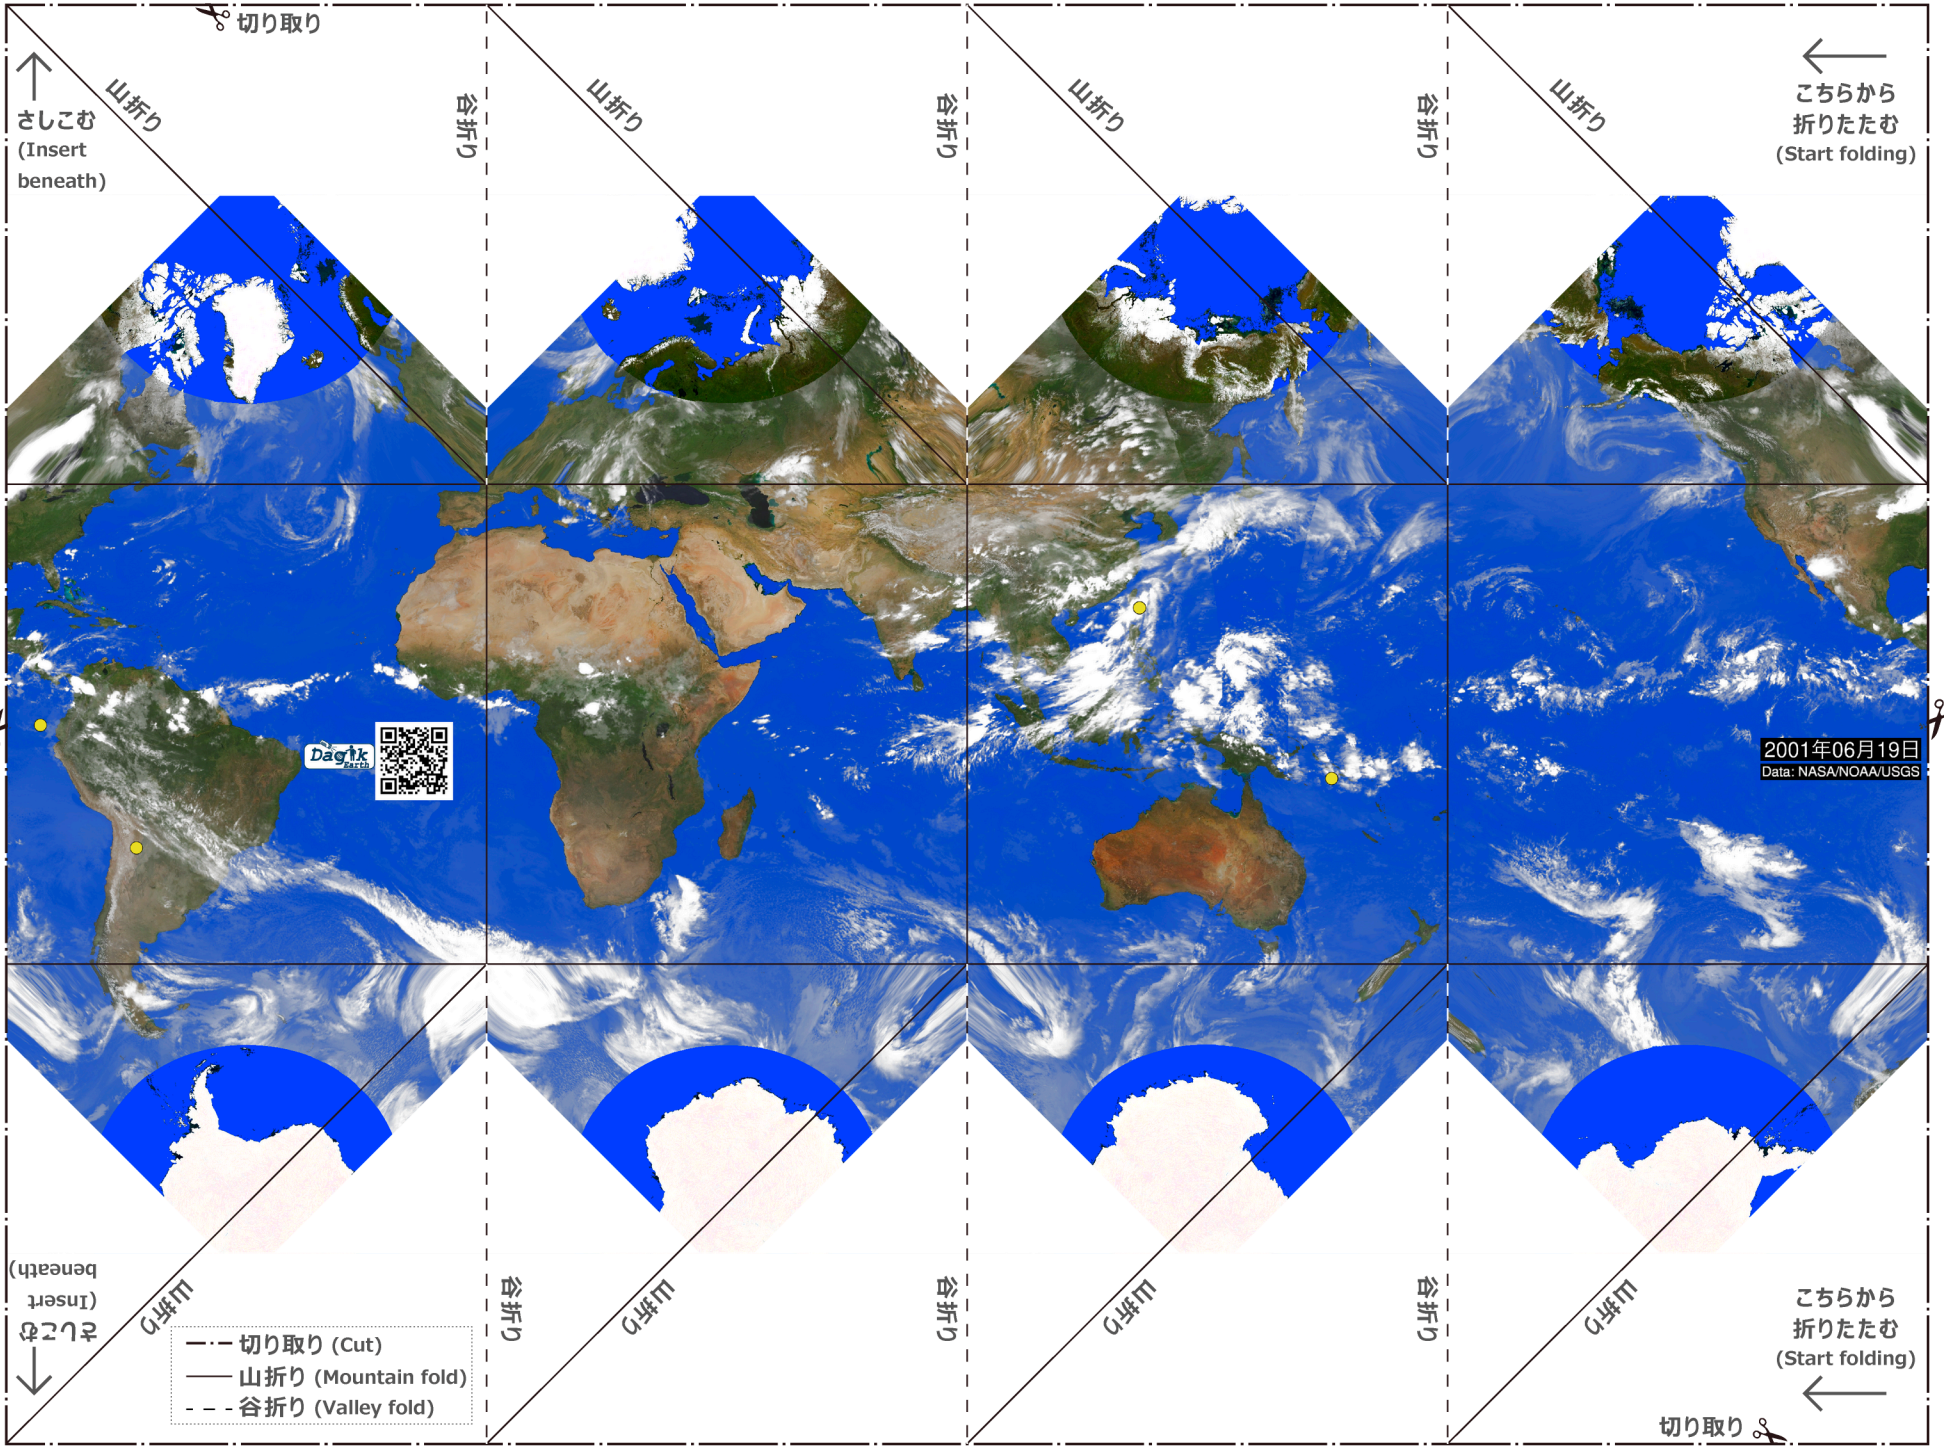 切り取り
さしこむ
(Insert
beneath)
山折り
谷折り
山折り
谷折り
山折り
谷折り
山折り
こちらから
折りたたむ
(Start folding)
Dagik
Earth
2001年06月19日
Data: NASA/NOAA/USGS
さしこむ
(Insert
beneath)
山折り
谷折り
山折り
谷折り
山折り
谷折り
山折り
こちらから
折りたたむ
(Start folding)
切り取り (Cut)
山折り (Mountain fold)
谷折り (Valley fold)
切り取り